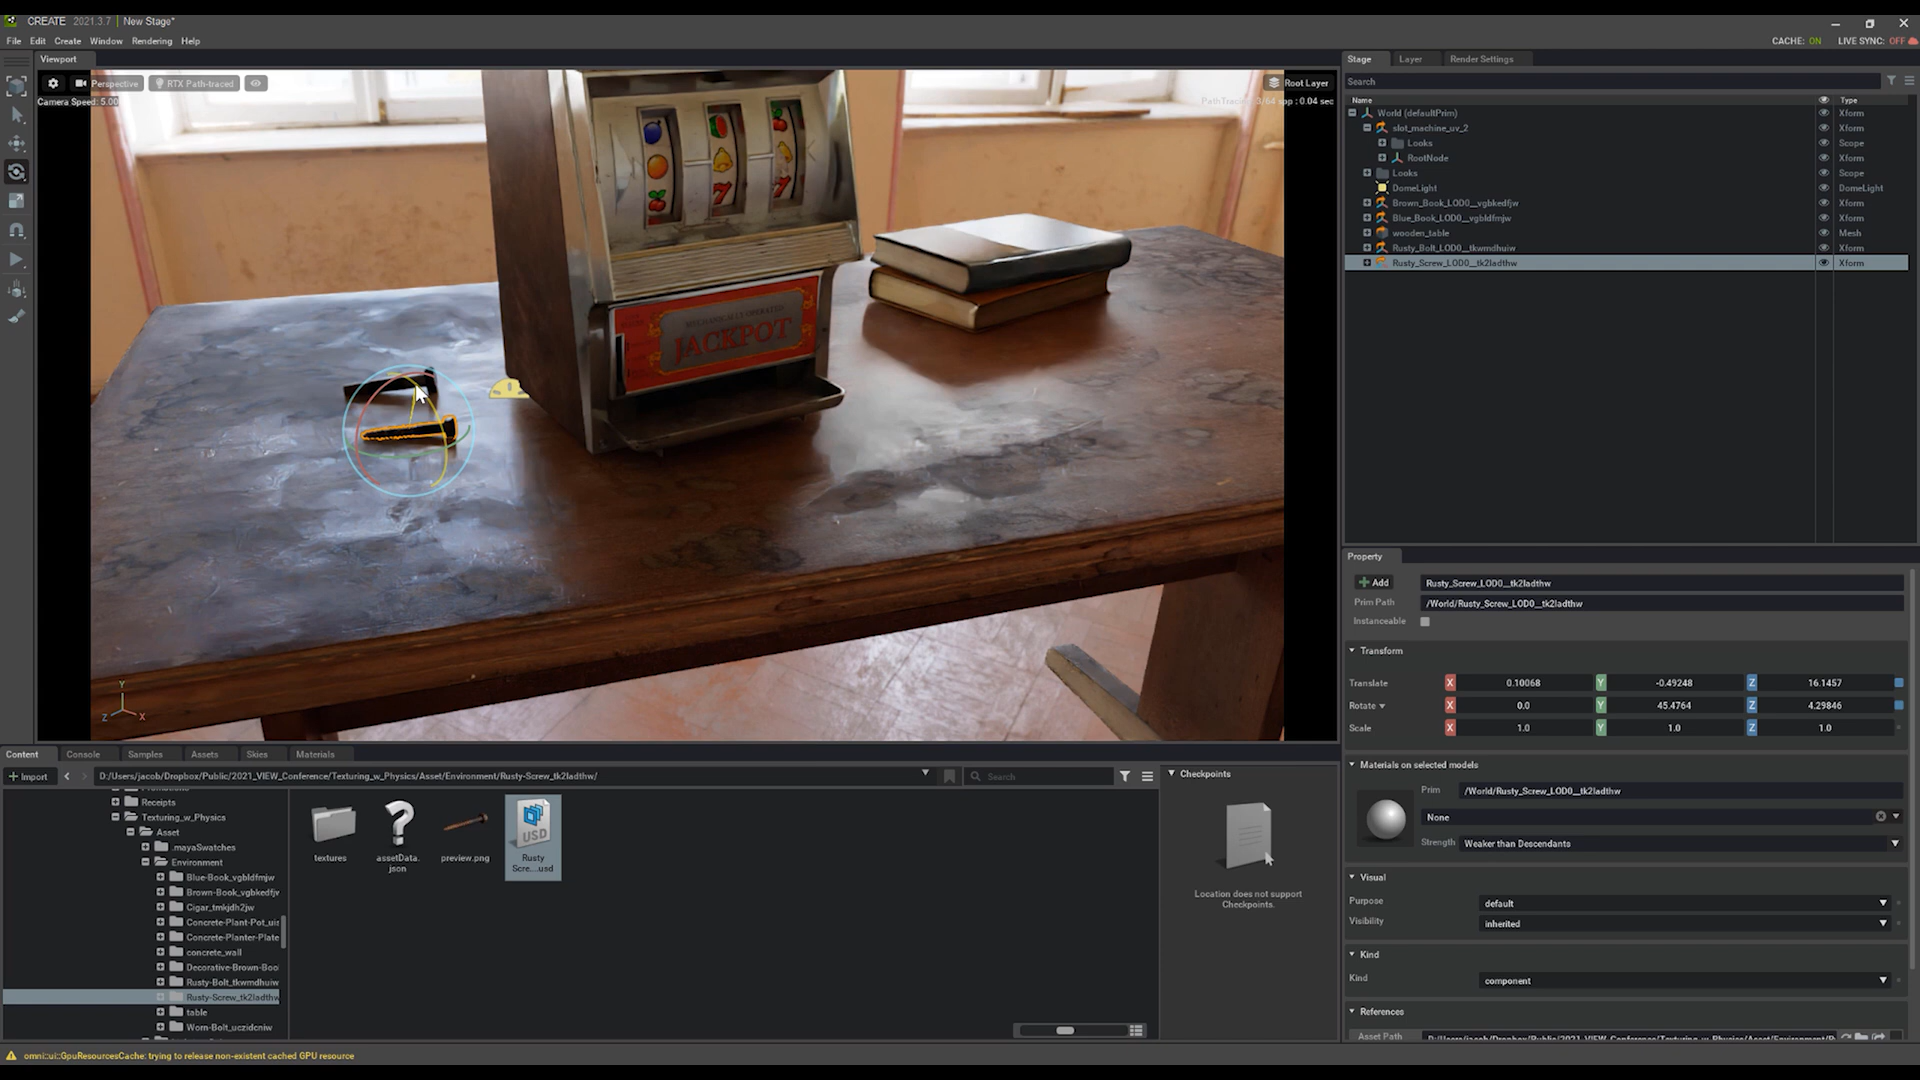 CREATE 2021.3.7 New Stage*
File Edit Create Window Rendering Help
CACHE: ON LIVE SYNC: OFF
Viewport
Perspective RTX Path-traced
Camera Speed: 5.00
Root Layer
spp : 0.04 sec
MECHANICALLY OPERATED
JACKPOT
Y
Z X
Stage Layer Render Settings
Search
Name Type
World (defaultPrim) Xform
slot_machine_uv_2 Xform
Looks Scope
RootNode Xform
Looks Scope
DomeLight DomeLight
Brown_Book_LOD0__vgbkedfjw Xform
Blue_Book_LOD0__vgbldfmjw Xform
wooden_table Mesh
Rusty_Bolt_LOD0__tkwmdhuiw Xform
Rusty_Screw_LOD0__tk2ladthw Xform
Property
Add Rusty_Screw_LOD0__tk2ladthw
Prim Path /World/Rusty_Screw_LOD0__tk2ladthw
Instanceable
Transform
Translate X 0.10068 Y -0.49248 Z 16.1457
Rotate X 0.0 Y 45.4764 Z 4.29846
Scale X 1.0 Y 1.0 Z 1.0
Materials on selected models
Prim /World/Rusty_Screw_LOD0__tk2ladthw
None
Strength Weaker than Descendants
Visual
Purpose default
Visibility inherited
Kind
Kind component
References
Asset Path
Content Console Samples Assets Skies Materials
Import D:/Users/jacob/Dropbox/Public/2021_VIEW_Conference/Texturing_w_Physics/Asset/Environment/Rusty-Screw_tk2ladthw/ Search
Receipts
Texturing_w_Physics
Asset
.mayaSwatches
Environment
Blue-Book_vgbldfmjw
Brown-Book_vgbkedfjv
Cigar_tmkjdh2jw
Concrete-Plant-Pot_uis
Concrete-Planter-Plate
concrete_wall
Decorative-Brown-Boo
Rusty-Bolt_tkwmdhuiw
Rusty-Screw_tk2ladthw
table
Worn-Bolt_uczidcniw
textures
assetData.
json
preview.png
USD
Rusty
Scre....usd
Checkpoints
Location does not support
Checkpoints.
omni::ui::GpuResourcesCache: trying to release non-existent cached GPU resource